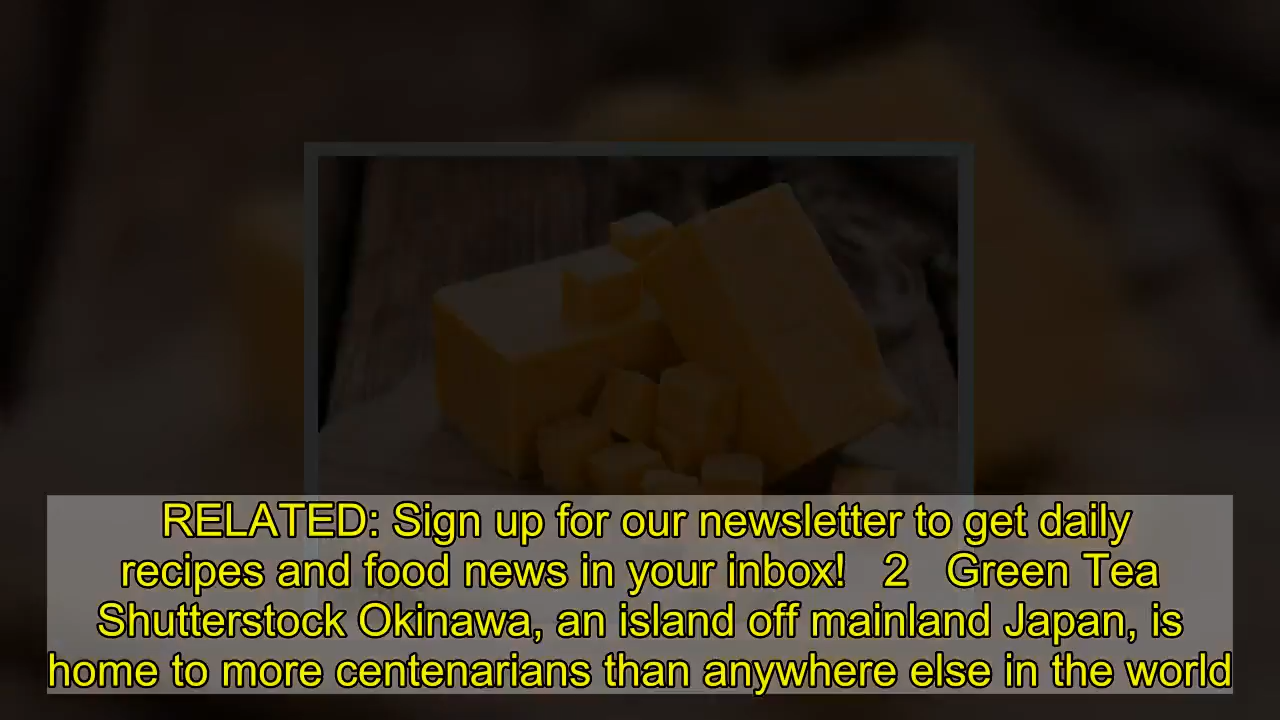 RELATED: Sign up for our newsletter to get daily
recipes and food news in your inbox!   2   Green Tea
Shutterstock Okinawa, an island off mainland Japan, is
home to more centenarians than anywhere else in the world